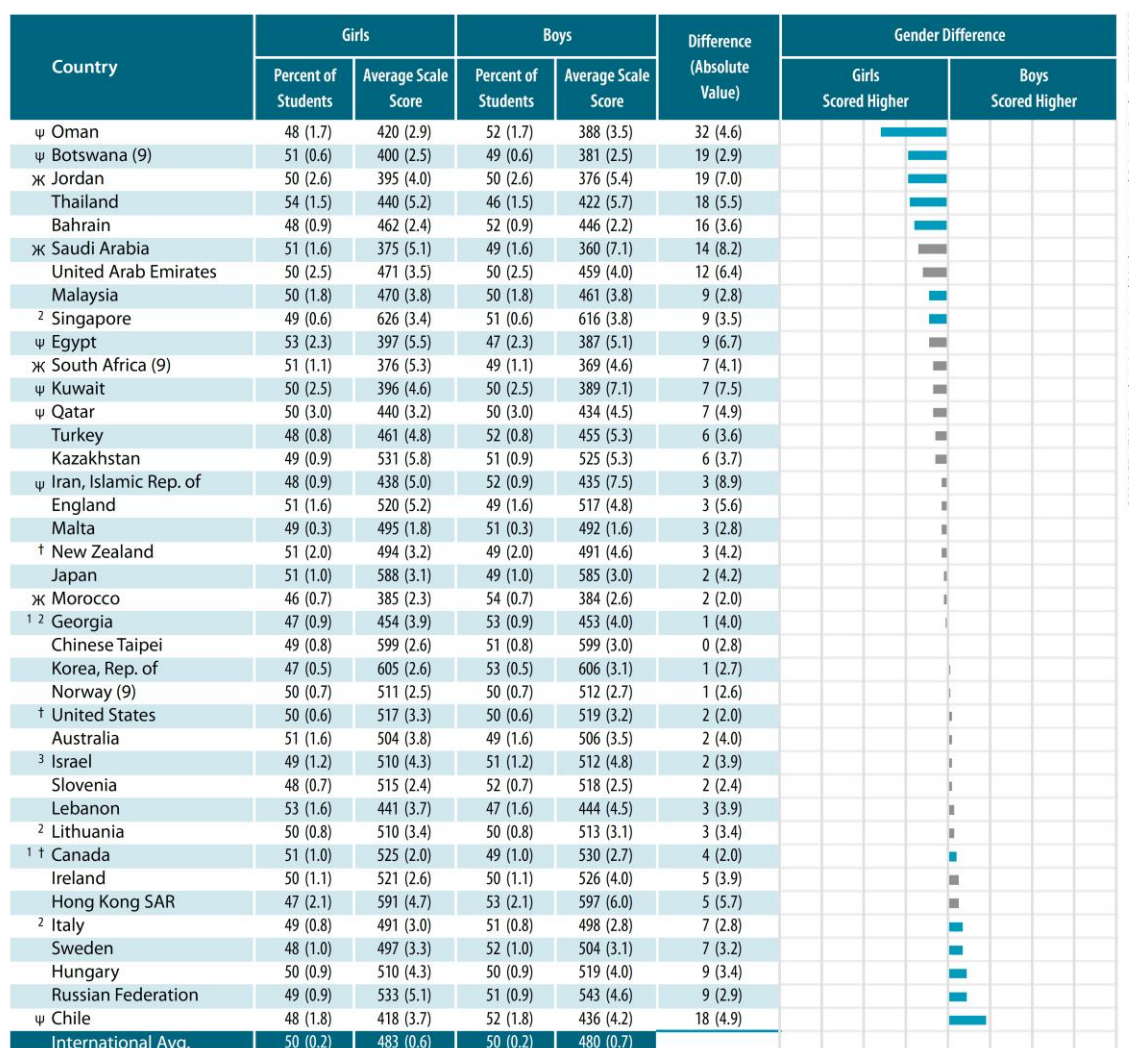 Country Girls Boys Difference (Absolute Value) Gender Difference
Percent of Students Average Scale Score Percent of Students Average Scale Score Girls Scored Higher Boys Scored Higher
ψ Oman 48 (1.7) 420 (2.9) 52 (1.7) 388 (3.5) 32 (4.6)
ψ Botswana (9) 51 (0.6) 400 (2.5) 49 (0.6) 381 (2.5) 19 (2.9)
Ж Jordan 50 (2.6) 395 (4.0) 50 (2.6) 376 (5.4) 19 (7.0)
Thailand 54 (1.5) 440 (5.2) 46 (1.5) 422 (5.7) 18 (5.5)
Bahrain 48 (0.9) 462 (2.4) 52 (0.9) 446 (2.2) 16 (3.6)
Ж Saudi Arabia 51 (1.6) 375 (5.1) 49 (1.6) 360 (7.1) 14 (8.2)
United Arab Emirates 50 (2.5) 471 (3.5) 50 (2.5) 459 (4.0) 12 (6.4)
Malaysia 50 (1.8) 470 (3.8) 50 (1.8) 461 (3.8) 9 (2.8)
² Singapore 49 (0.6) 626 (3.4) 51 (0.6) 616 (3.8) 9 (3.5)
ψ Egypt 53 (2.3) 397 (5.5) 47 (2.3) 387 (5.1) 9 (6.7)
Ж South Africa (9) 51 (1.1) 376 (5.3) 49 (1.1) 369 (4.6) 7 (4.1)
ψ Kuwait 50 (2.5) 396 (4.6) 50 (2.5) 389 (7.1) 7 (7.5)
ψ Qatar 50 (3.0) 440 (3.2) 50 (3.0) 434 (4.5) 7 (4.9)
Turkey 48 (0.8) 461 (4.8) 52 (0.8) 455 (5.3) 6 (3.6)
Kazakhstan 49 (0.9) 531 (5.8) 51 (0.9) 525 (5.3) 6 (3.7)
ψ Iran, Islamic Rep. of 48 (0.9) 438 (5.0) 52 (0.9) 435 (7.5) 3 (8.9)
England 51 (1.6) 520 (5.2) 49 (1.6) 517 (4.8) 3 (5.6)
Malta 49 (0.3) 495 (1.8) 51 (0.3) 492 (1.6) 3 (2.8)
† New Zealand 51 (2.0) 494 (3.2) 49 (2.0) 491 (4.6) 3 (4.2)
Japan 51 (1.0) 588 (3.1) 49 (1.0) 585 (3.0) 2 (4.2)
Ж Morocco 46 (0.7) 385 (2.3) 54 (0.7) 384 (2.6) 2 (2.0)
¹ ² Georgia 47 (0.9) 454 (3.9) 53 (0.9) 453 (4.0) 1 (4.0)
Chinese Taipei 49 (0.8) 599 (2.6) 51 (0.8) 599 (3.0) 0 (2.8)
Korea, Rep. of 47 (0.5) 605 (2.6) 53 (0.5) 606 (3.1) 1 (2.7)
Norway (9) 50 (0.7) 511 (2.5) 50 (0.7) 512 (2.7) 1 (2.6)
† United States 50 (0.6) 517 (3.3) 50 (0.6) 519 (3.2) 2 (2.0)
Australia 51 (1.6) 504 (3.8) 49 (1.6) 506 (3.5) 2 (4.0)
³ Israel 49 (1.2) 510 (4.3) 51 (1.2) 512 (4.8) 2 (3.9)
Slovenia 48 (0.7) 515 (2.4) 52 (0.7) 518 (2.5) 2 (2.4)
Lebanon 53 (1.6) 441 (3.7) 47 (1.6) 444 (4.5) 3 (3.9)
² Lithuania 50 (0.8) 510 (3.4) 50 (0.8) 513 (3.1) 3 (3.4)
¹ † Canada 51 (1.0) 525 (2.0) 49 (1.0) 530 (2.7) 4 (2.0)
Ireland 50 (1.1) 521 (2.6) 50 (1.1) 526 (4.0) 5 (3.9)
Hong Kong SAR 47 (2.1) 591 (4.7) 53 (2.1) 597 (6.0) 5 (5.7)
² Italy 49 (0.8) 491 (3.0) 51 (0.8) 498 (2.8) 7 (2.8)
Sweden 48 (1.0) 497 (3.3) 52 (1.0) 504 (3.1) 7 (3.2)
Hungary 50 (0.9) 510 (4.3) 50 (0.9) 519 (4.0) 9 (3.4)
Russian Federation 49 (0.9) 533 (5.1) 51 (0.9) 543 (4.6) 9 (2.9)
ψ Chile 48 (1.8) 418 (3.7) 52 (1.8) 436 (4.2) 18 (4.9)
International Avg. 50 (0.2) 483 (0.6) 50 (0.2) 480 (0.7)